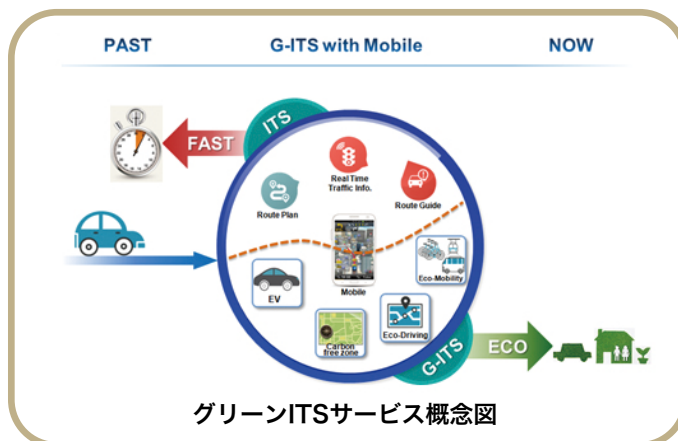 PAST
G-ITS with Mobile
NOW
ITS
FAST
Real Time
Traffic Info.
Route Plan
Route Guide
Mobile
EV
Eco-Mobility
Eco-Driving
Carbon
free zone
G-ITS
ECO
グリーンITSサービス概念図